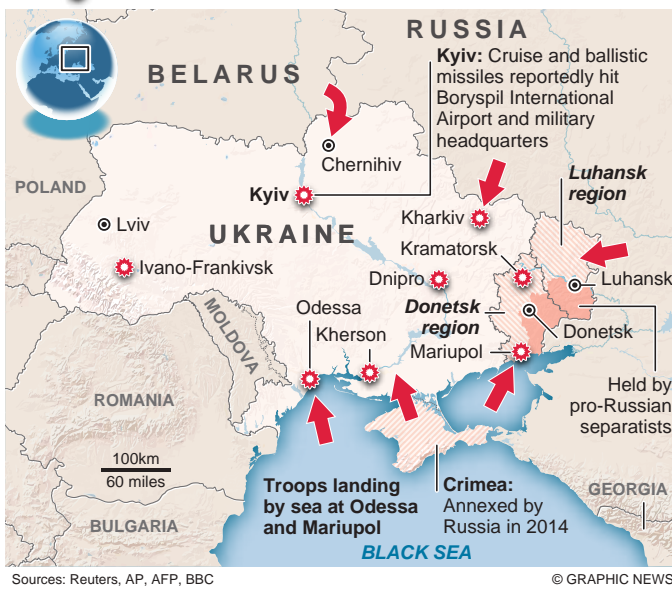 RUSSIA
BELARUS
Kyiv: Cruise and ballistic
missiles reportedly hit
Boryspil International
Airport and military
headquarters
Chernihiv
POLAND
Kyiv
Luhansk
region
Lviv
Kharkiv
UKRAINE
Kramatorsk
Ivano-Frankivsk
Dnipro
Luhansk
MOLDOVA
Odessa
Donetsk
region
Kherson
Donetsk
Mariupol
ROMANIA
Held by
pro-Russian
separatists
100km
60 miles
Troops landing
by sea at Odessa
and Mariupol
Crimea:
Annexed by
Russia in 2014
GEORGIA
BULGARIA
BLACK SEA
Sources: Reuters, AP, AFP, BBC
© GRAPHIC NEWS